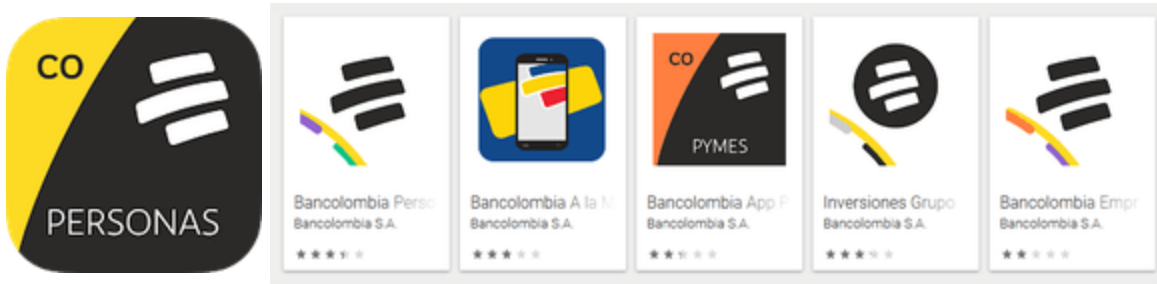 CO
PERSONAS
CO
PYMES
Bancolombia Perso
Bancolombia S.A.
Bancolombia A la M
Bancolombia S.A.
Bancolombia App P
Bancolombia S.A.
Inversiones Grupo
Bancolombia S.A.
Bancolombia Empr
Bancolombia S.A.